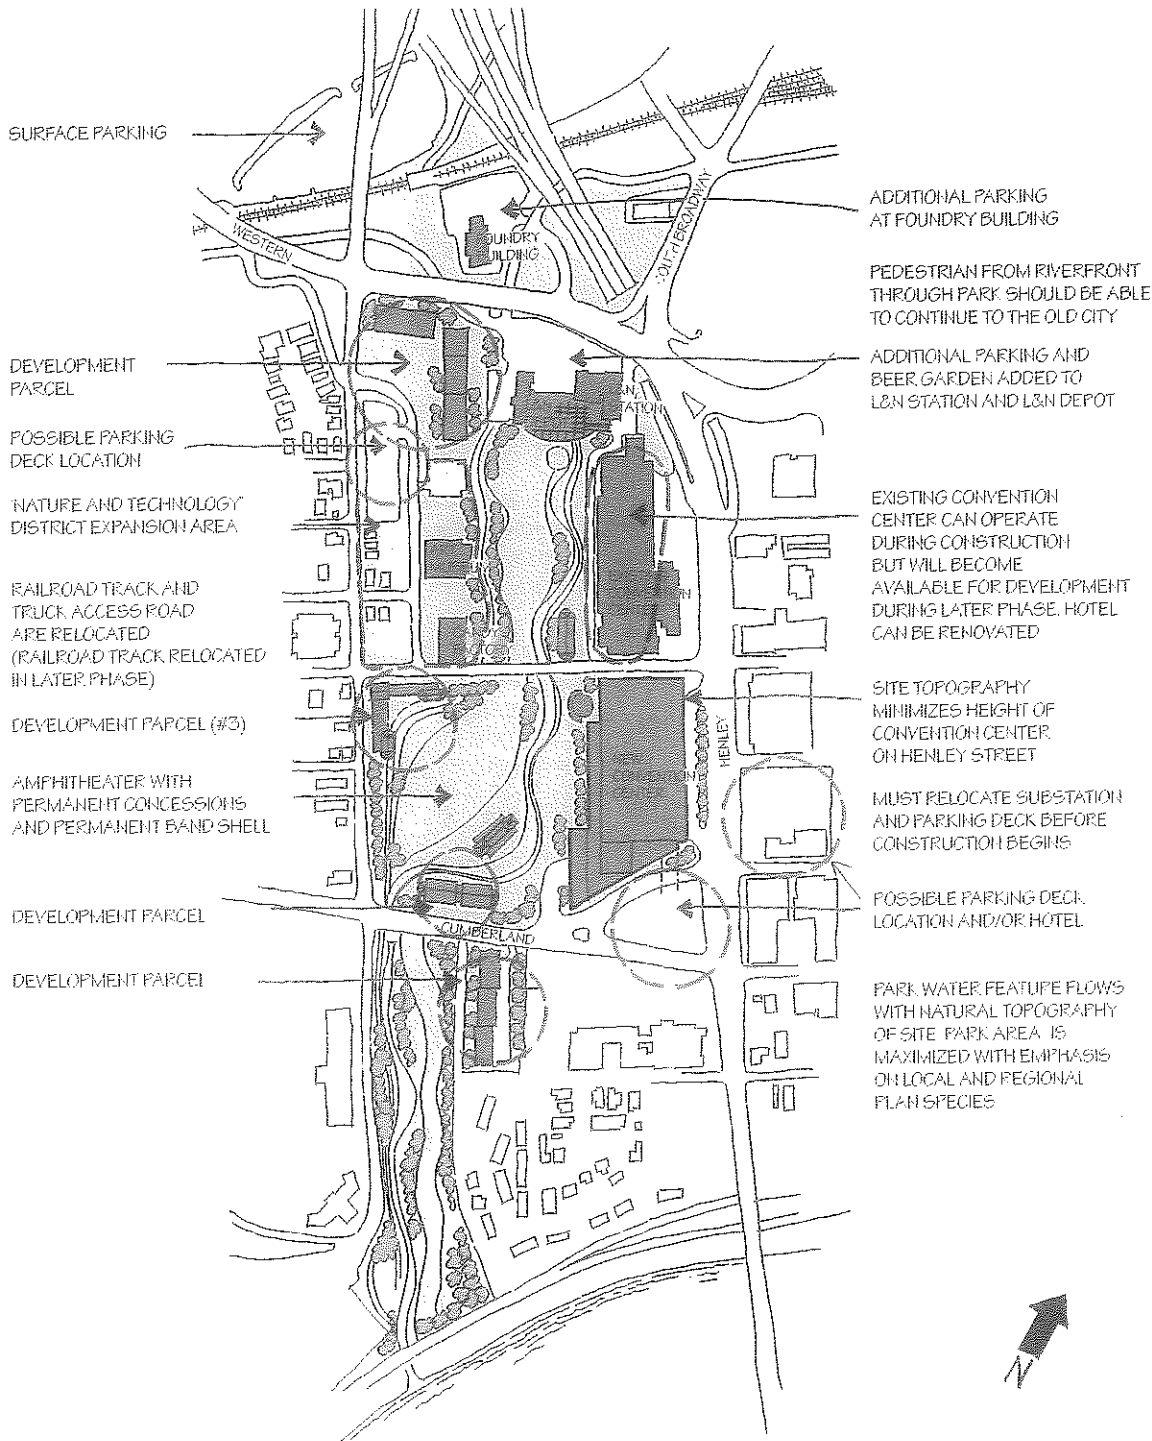 SURFACE PARKING
ADDITIONAL PARKING
AT FOUNDRY BUILDING
WESTERN
BUILDING
BROADWAY
PEDESTRIAN FROM RIVERFRONT
THROUGH PARK SHOULD BE ABLE
TO CONTINUE TO THE OLD CITY
DEVELOPMENT
PARCEL
ADDITIONAL PARKING AND
BEER GARDEN ADDED TO
L&N STATION AND L&N DEPOT
POSSIBLE PARKING
DECK LOCATION
NATURE AND TECHNOLOGY
DISTRICT EXPANSION AREA
EXISTING CONVENTION
CENTER CAN OPERATE
DURING CONSTRUCTION
BUT WILL BECOME
AVAILABLE FOR DEVELOPMENT
DURING LATER PHASE. HOTEL
CAN BE RENOVATED
RAILROAD TRACK AND
TRUCK ACCESS ROAD
ARE RELOCATED
(RAILROAD TRACK RELOCATED
IN LATER PHASE)
DEVELOPMENT PARCEL (#3)
SITE TOPOGRAPHY
MINIMIZES HEIGHT OF
CONVENTION CENTER
ON HENLEY STREET
HENLEY
AMPHITHEATER WITH
PERMANENT CONCESSIONS
AND PERMANENT BAND SHELL
MUST RELOCATE SUBSTATION
AND PARKING DECK BEFORE
CONSTRUCTION BEGINS
DEVELOPMENT PARCEL
POSSIBLE PARKING DECK
LOCATION AND/OR HOTEL
CUMBERLAND
DEVELOPMENT PARCEL
PARK WATER FEATURE FLOWS
WITH NATURAL TOPOGRAPHY
OF SITE PARK AREA IS
MAXIMIZED WITH EMPHASIS
ON LOCAL AND REGIONAL
PLAN SPECIES
N